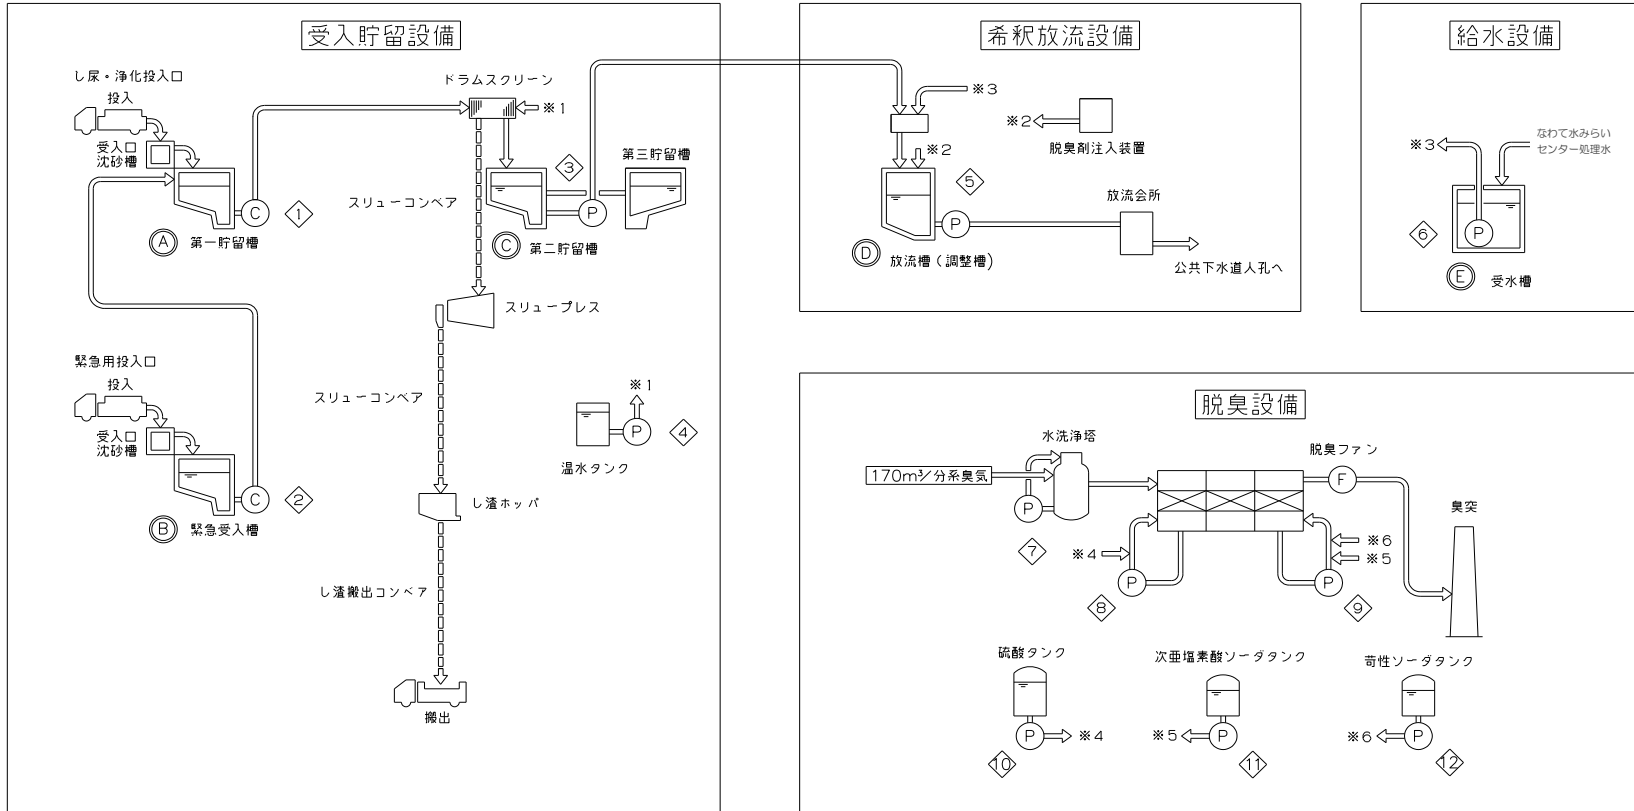 受入貯留設備
し尿・浄化投入口
投入
受入口
沈砂槽
C
1
A
第一貯留槽
ドラムスクリーン
※1
3
第三貯留槽
スリューコンベア
P
C
第二貯留槽
スリュープレス
緊急用投入口
投入
受入口
沈砂槽
C
2
B
緊急受入槽
スリューコンベア
※1
P
4
温水タンク
し渣ホッパ
し渣搬出コンベア
搬出
希釈放流設備
※3
※2
脱臭剤注入装置
※2
5
P
放流会所
D
放流槽(調整槽)
公共下水道人孔へ
給水設備
※3
なわて水みらい
センター処理水
6
P
E
受水槽
脱臭設備
水洗浄塔
脱臭ファン
170m³/分系臭気
F
P
7
臭突
※4
※6
※5
P
8
P
9
硫酸タンク
P
※4
10
次亜塩素酸ソーダタンク
※5
P
11
苛性ソーダタンク
※6
P
12